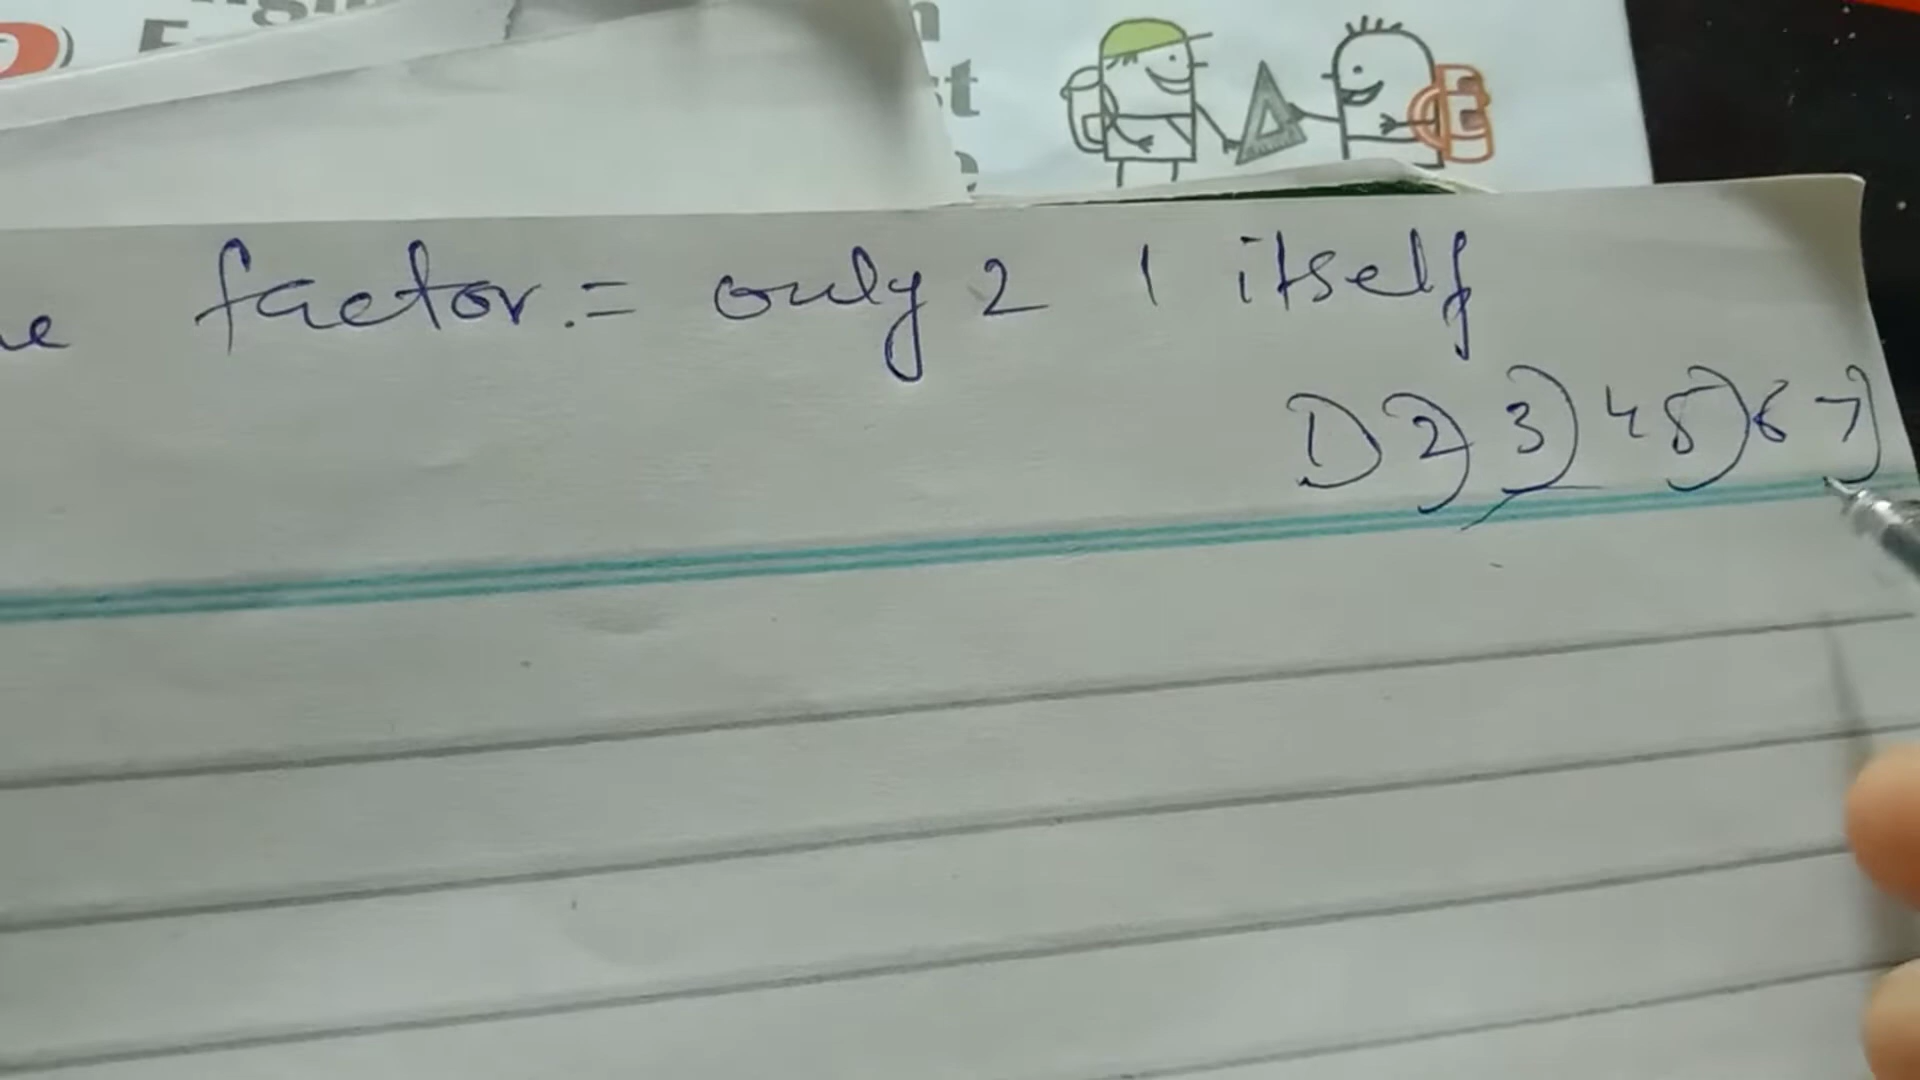 factor. = only 2 1 itself
1) 2) 3) 4 5) 6 7)